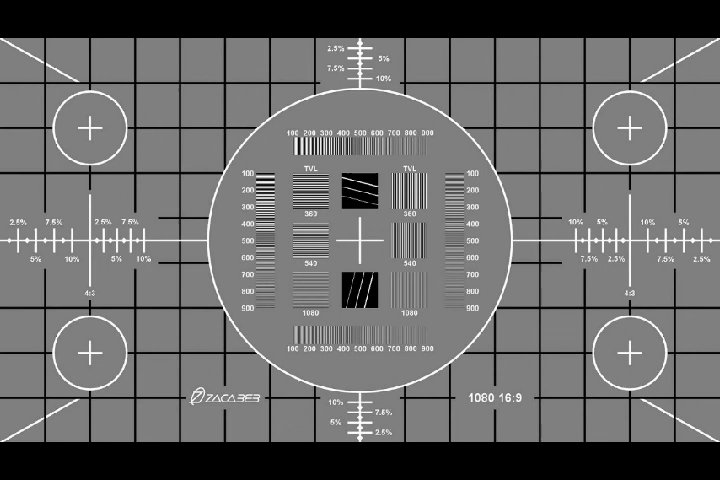 2.5%
5%
7.5%
10%
100 200 300 400 500 600 700 800 900
TVL TVL
100 100
200 200
300 300
400 400
500 500
600 600
700 700
800 800
900 900
360 360
540 540
1080 1080
2.5% 7.5% 2.5% 7.5%
5% 10% 5% 10%
10% 5% 10% 5%
7.5% 2.5% 7.5% 2.5%
4:3 4:3
100 200 300 400 500 600 700 800 900
ZACABEB
1080 16:9
10%
7.5%
5%
2.5%